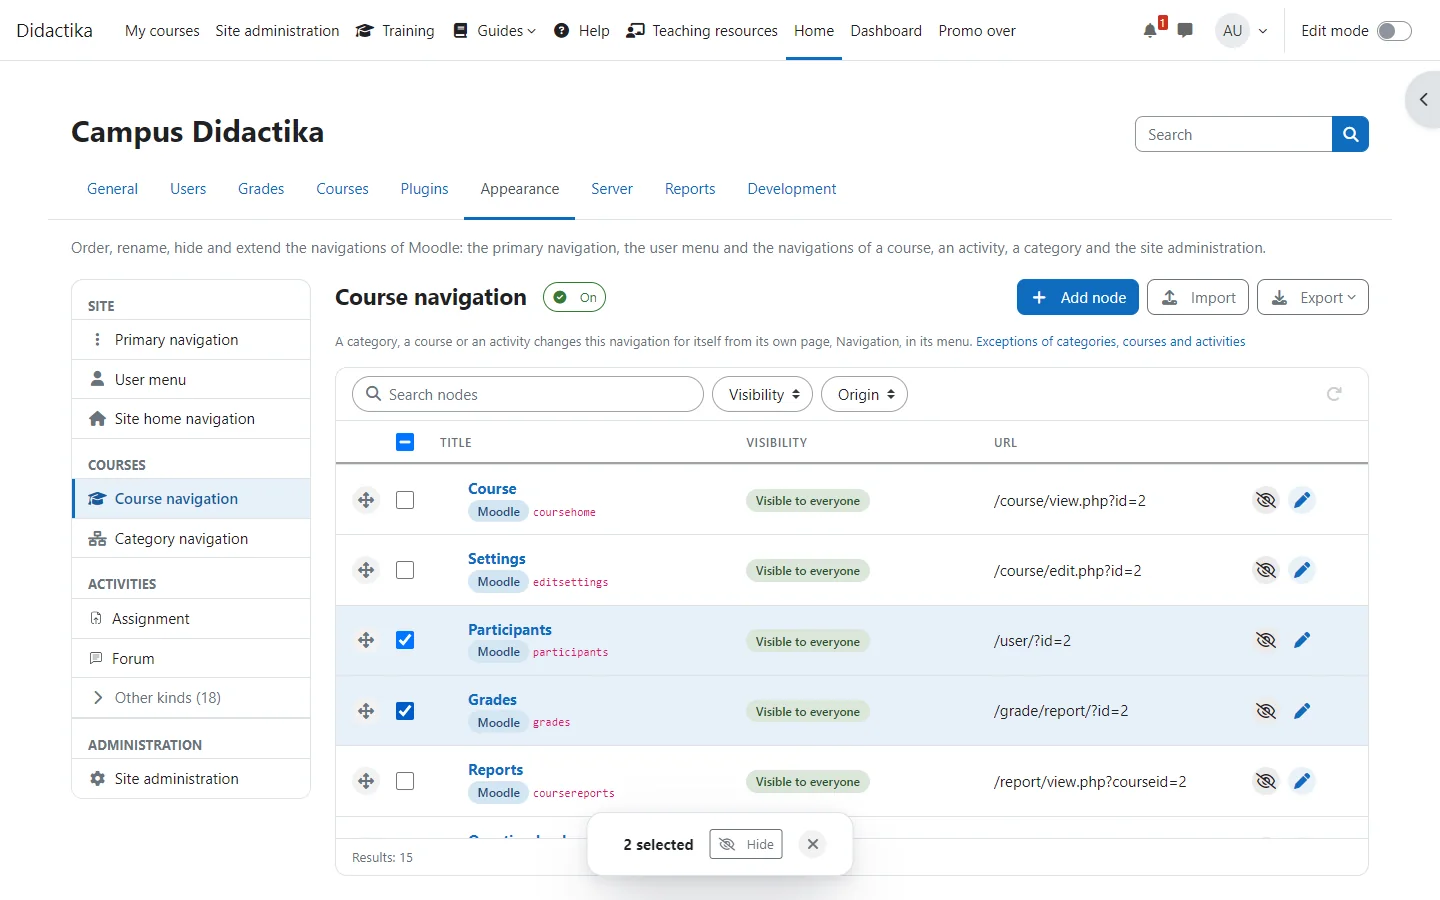 Didactika My courses Site administration Training Guides Help Teaching resources Home Dashboard Promo over 1 AU Edit mode
Campus Didactika
Search
General Users Grades Courses Plugins Appearance Server Reports Development
Order, rename, hide and extend the navigations of Moodle: the primary navigation, the user menu and the navigations of a course, an activity, a category and the site administration.
SITE
Primary navigation
User menu
Site home navigation
COURSES
Course navigation
Category navigation
ACTIVITIES
Assignment
Forum
Other kinds (18)
ADMINISTRATION
Site administration
Course navigation On Add node Import Export
A category, a course or an activity changes this navigation for itself from its own page, Navigation, in its menu. Exceptions of categories, courses and activities
Search nodes Visibility Origin
TITLE VISIBILITY URL
Course
Moodle coursehome Visible to everyone /course/view.php?id=2
Settings
Moodle editsettings Visible to everyone /course/edit.php?id=2
Participants
Moodle participants Visible to everyone /user/?id=2
Grades
Moodle grades Visible to everyone /grade/report/?id=2
Reports
Moodle coursereports Visible to everyone /report/view.php?courseid=2
Results: 15
2 selected Hide